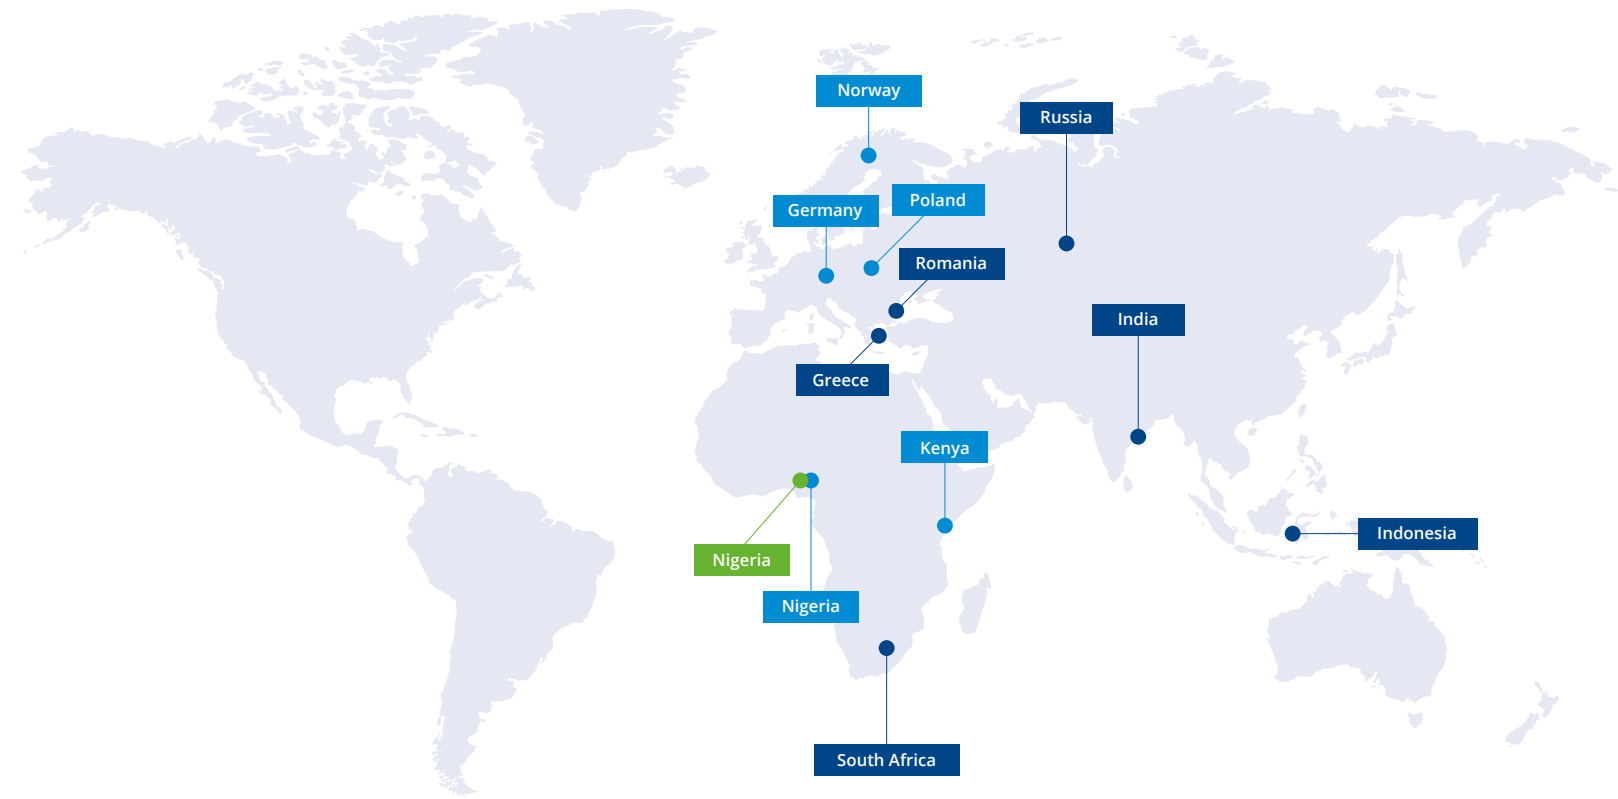 Norway
Russia
Poland
Germany
Romania
India
Greece
Kenya
Indonesia
Nigeria
Nigeria
South Africa